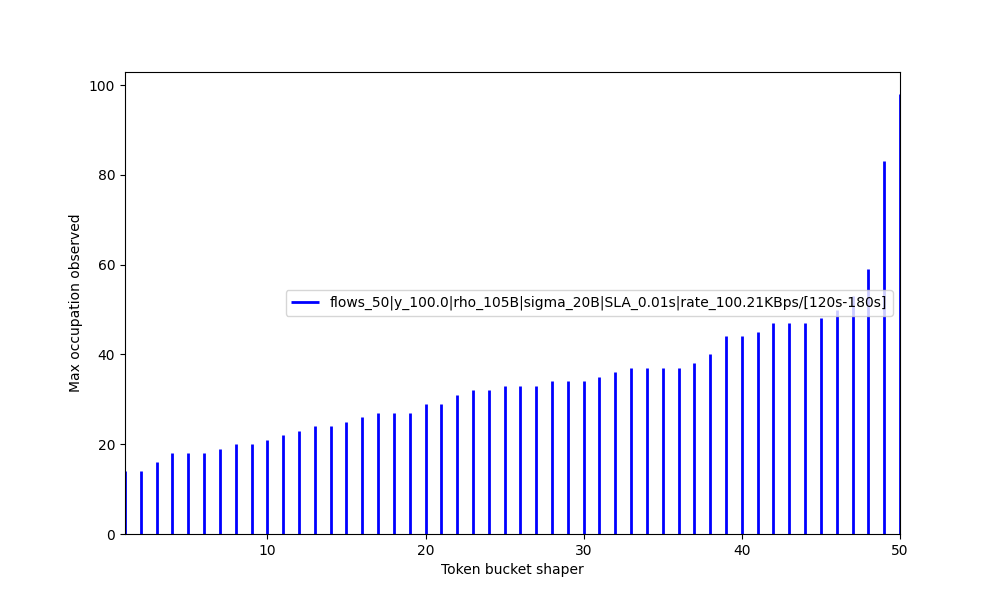 100
80
60
40
20
0
Max occupation observed
flows_50|y_100.0|rho_105B|sigma_20B|SLA_0.01s|rate_100.21KBps/[120s-180s]
10 20 30 40 50
Token bucket shaper